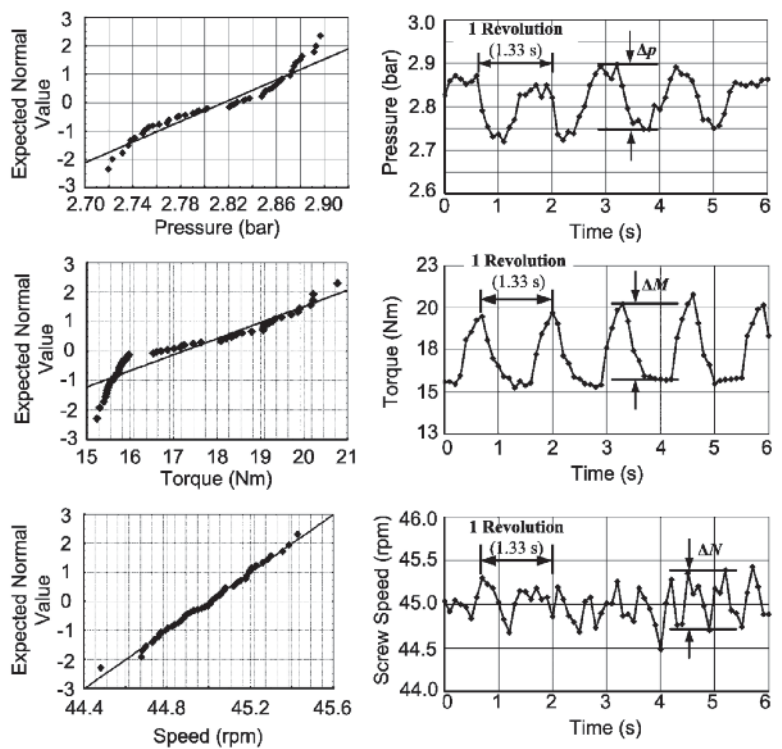 3
2
1
0
-1
-2
-3
Expected Normal
Value
2.70 2.74 2.78 2.82 2.86 2.90
Pressure (bar)
3.0
2.9
2.8
2.7
2.6
Pressure (bar)
1 Revolution
(1.33 s)
Δp
0 1 2 3 4 5 6
Time (s)
3
2
1
0
-1
-2
-3
Expected Normal
Value
15 16 17 18 19 20 21
Torque (Nm)
23
20
18
15
13
Torque (Nm)
1 Revolution
(1.33 s)
ΔM
0 1 2 3 4 5 6
Time (s)
3
2
1
0
-1
-2
-3
Expected Normal
Value
44.4 44.8 45.2 45.6
Speed (rpm)
46.0
45.5
45.0
44.5
44.0
Screw Speed (rpm)
1 Revolution
(1.33 s)
ΔN
0 1 2 3 4 5 6
Time (s)